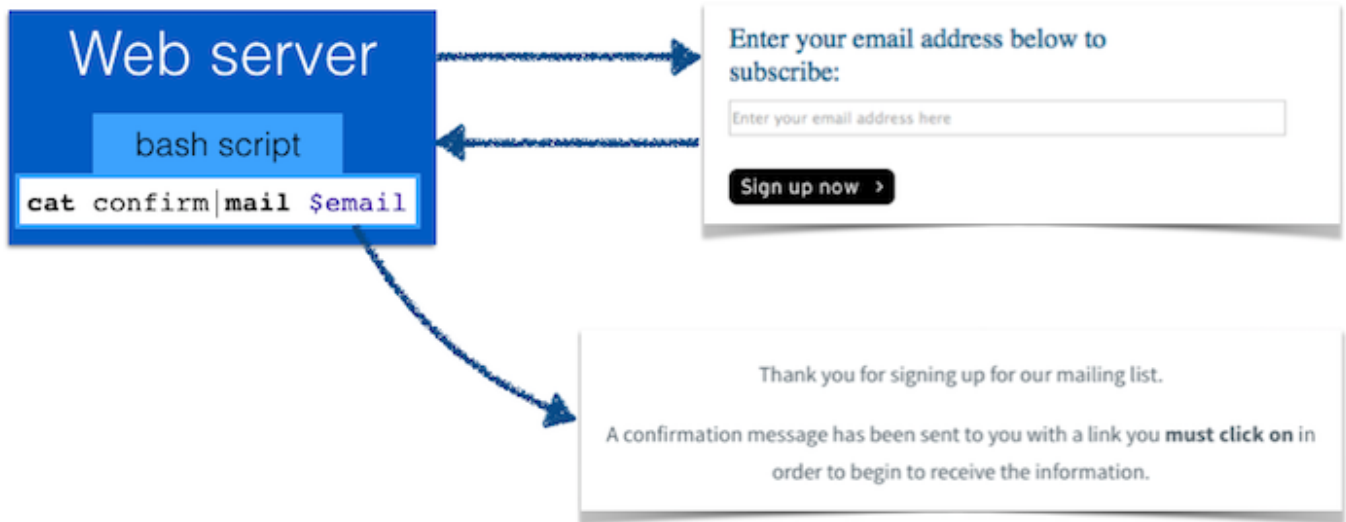 Web server
bash script
cat confirm|mail $email
Enter your email address below to
subscribe:
Enter your email address here
Sign up now >
Thank you for signing up for our mailing list.
A confirmation message has been sent to you with a link you must click on in
order to begin to receive the information.